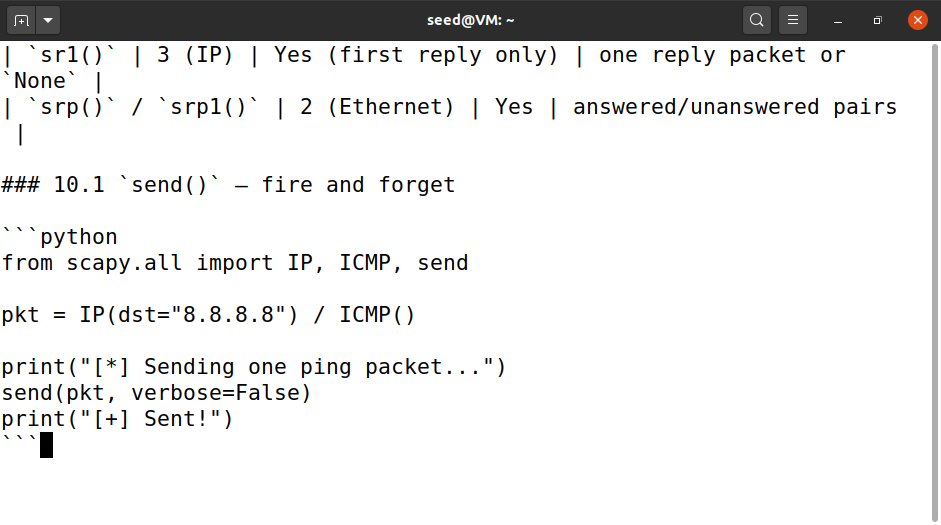 seed@VM: ~
| `sr1()` | 3 (IP) | Yes (first reply only) | one reply packet or
`None` |
| `srp()` / `srp1()` | 2 (Ethernet) | Yes | answered/unanswered pairs
 |
### 10.1 `send()` — fire and forget
```python
from scapy.all import IP, ICMP, send
pkt = IP(dst="8.8.8.8") / ICMP()
print("[*] Sending one ping packet...")
send(pkt, verbose=False)
print("[+] Sent!")
```